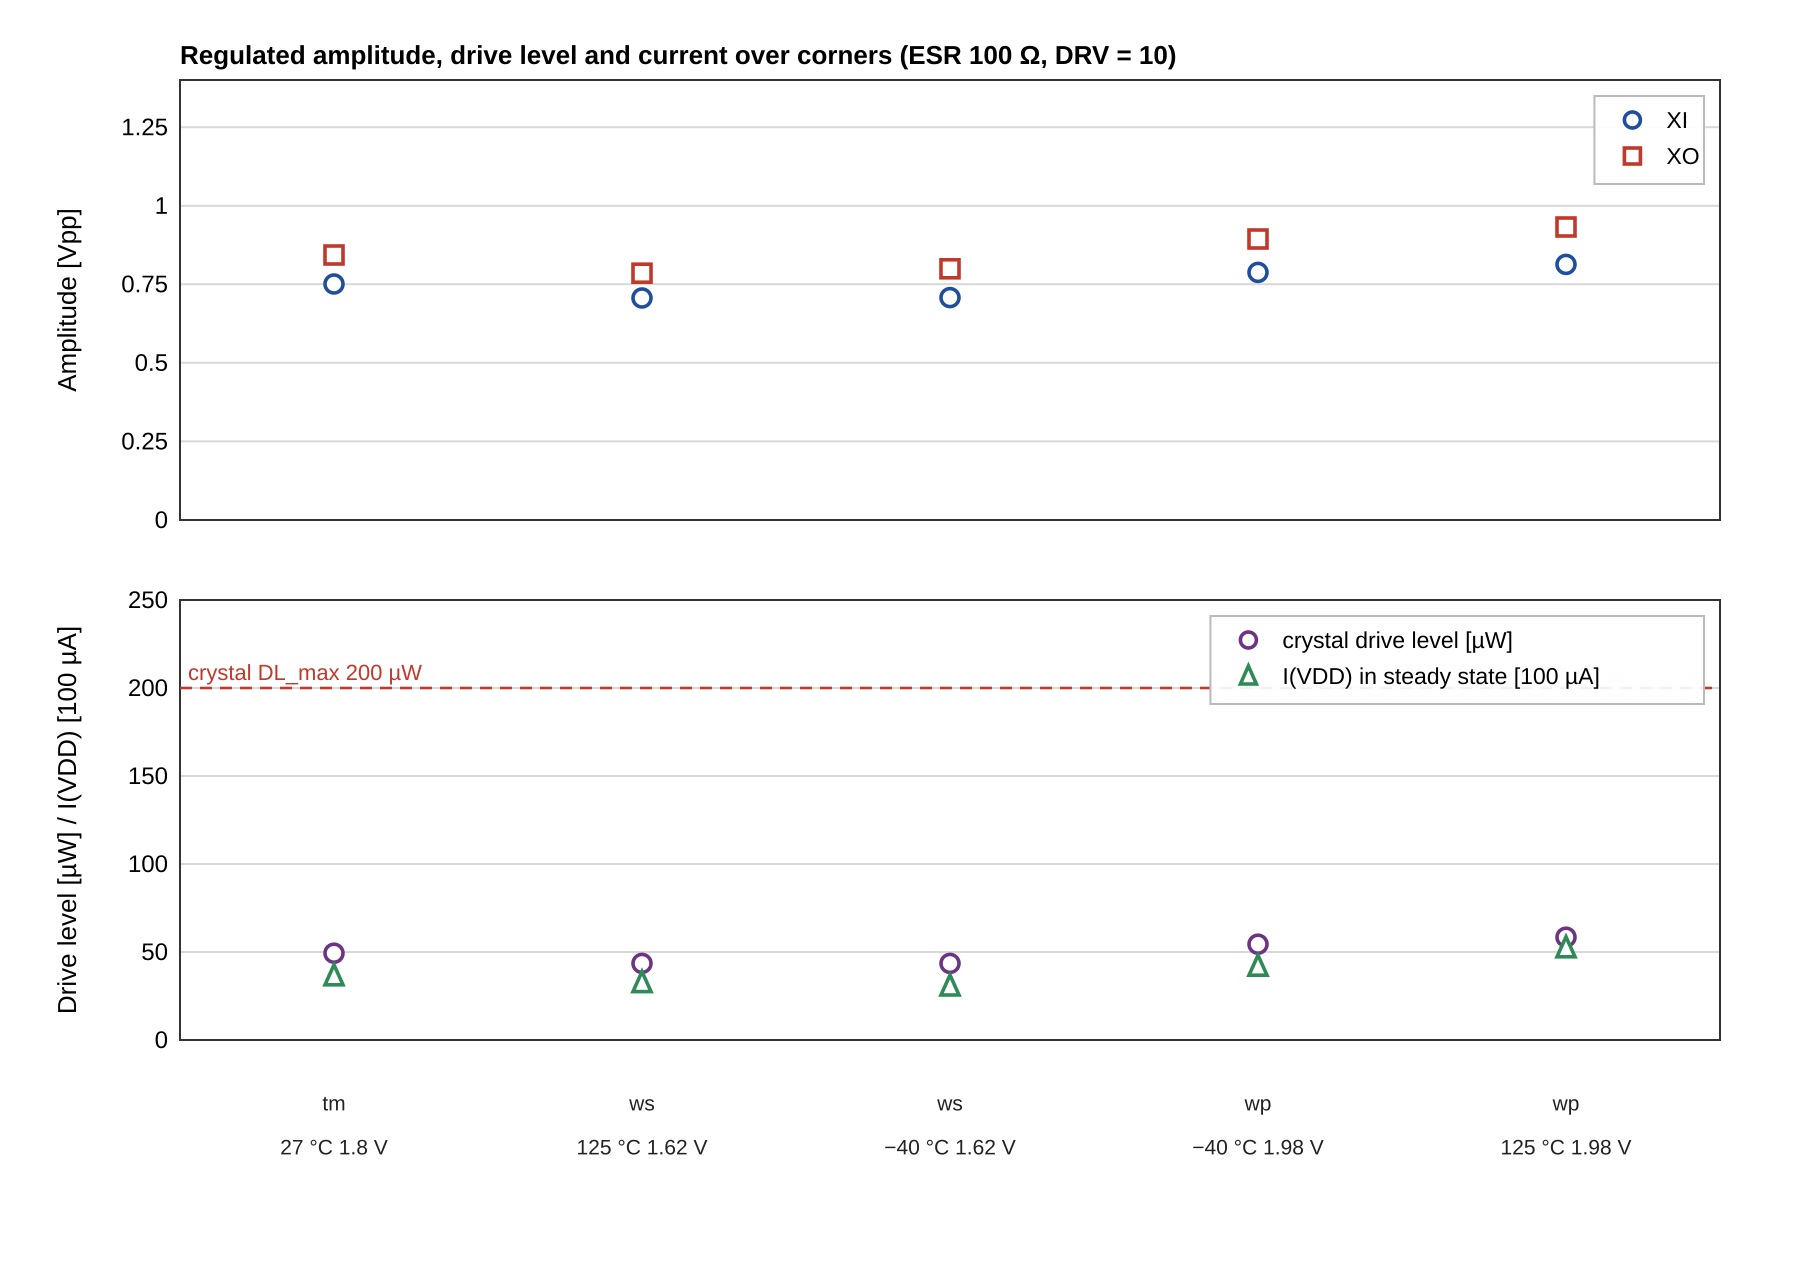 Regulated amplitude, drive level and current over corners (ESR 100 Ω, DRV = 10)
XI
XO
Amplitude [Vpp]
1.25
1
0.75
0.5
0.25
0
crystal drive level [µW]
I(VDD) in steady state [100 µA]
crystal DL_max 200 µW
Drive level [µW] / I(VDD) [100 µA]
250
200
150
100
50
0
tm
ws
ws
wp
wp
27 °C 1.8 V
125 °C 1.62 V
−40 °C 1.62 V
−40 °C 1.98 V
125 °C 1.98 V